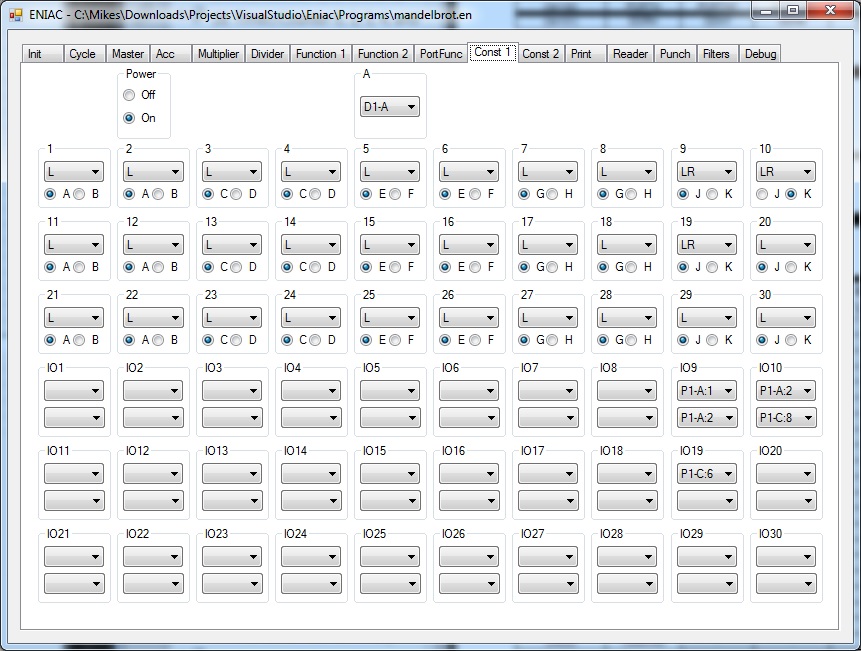 ENIAC - C:\Mikes\Downloads\Projects\VisualStudio\Eniac\Programs\mandelbrot.en
Init Cycle Master Acc Multiplier Divider Function 1 Function 2 PortFunc Const 1 Const 2 Print Reader Punch Filters Debug
Power A
Off
D1-A
On
1 2 3 4 5 6 7 8 9 10
L L L L L L L L LR LR
A B A B C D C D E F E F G H G H J K J K
11 12 13 14 15 16 17 18 19 20
L L L L L L L L LR L
A B A B C D C D E F E F G H G H J K J K
21 22 23 24 25 26 27 28 29 30
L L L L L L L L L L
A B A B C D C D E F E F G H G H J K J K
IO1 IO2 IO3 IO4 IO5 IO6 IO7 IO8 IO9 IO10
P1-A:1 P1-A:2
P1-A:2 P1-C:8
IO11 IO12 IO13 IO14 IO15 IO16 IO17 IO18 IO19 IO20
P1-C:6
IO21 IO22 IO23 IO24 IO25 IO26 IO27 IO28 IO29 IO30